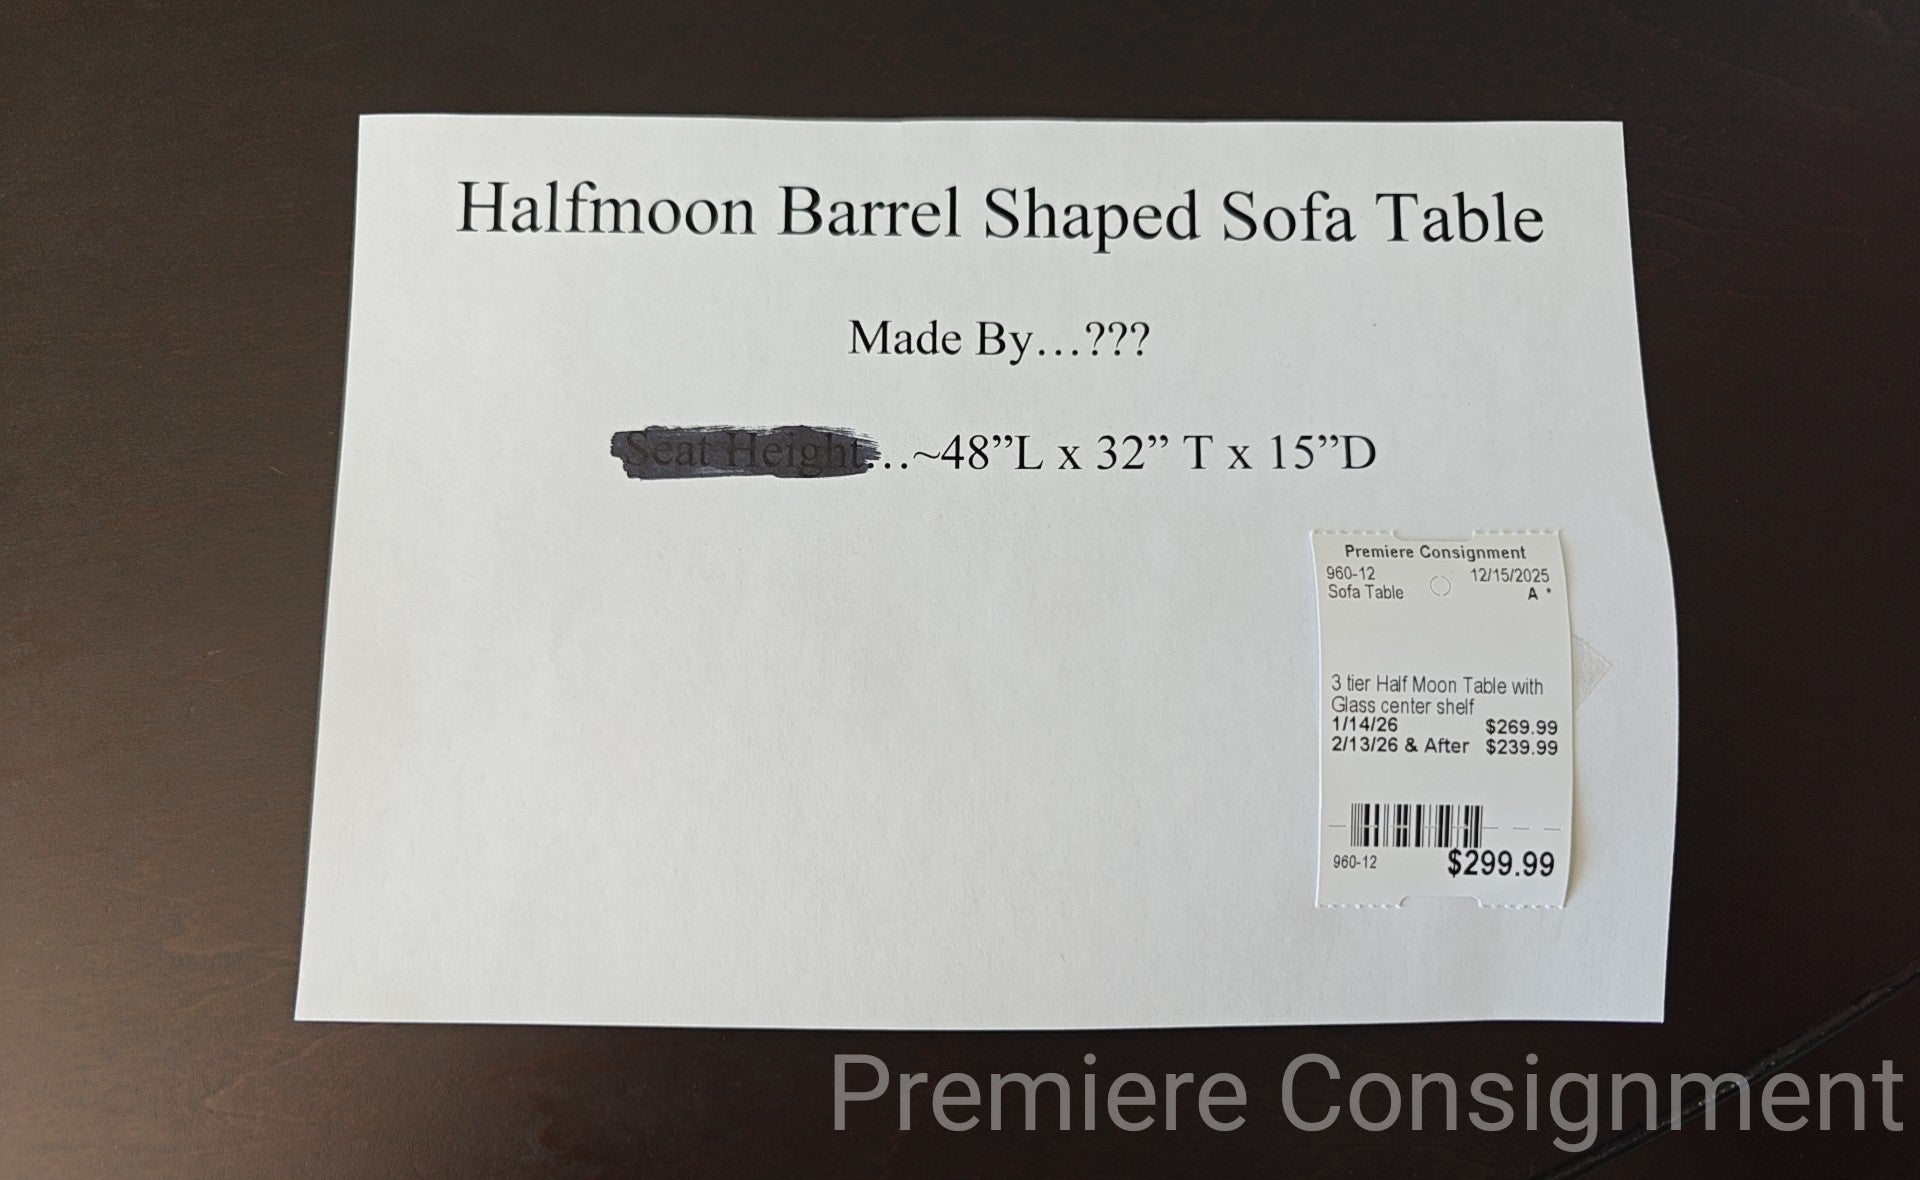 Halfmoon Barrel Shaped Sofa Table
Made By…???
Seat Height…~48”L x 32” T x 15”D
Premiere Consignment
960-12 12/15/2025
Sofa Table A *
3 tier Half Moon Table with
Glass center shelf
1/14/26 $269.99
2/13/26 & After $239.99
960-12 $299.99
Premiere Consignment